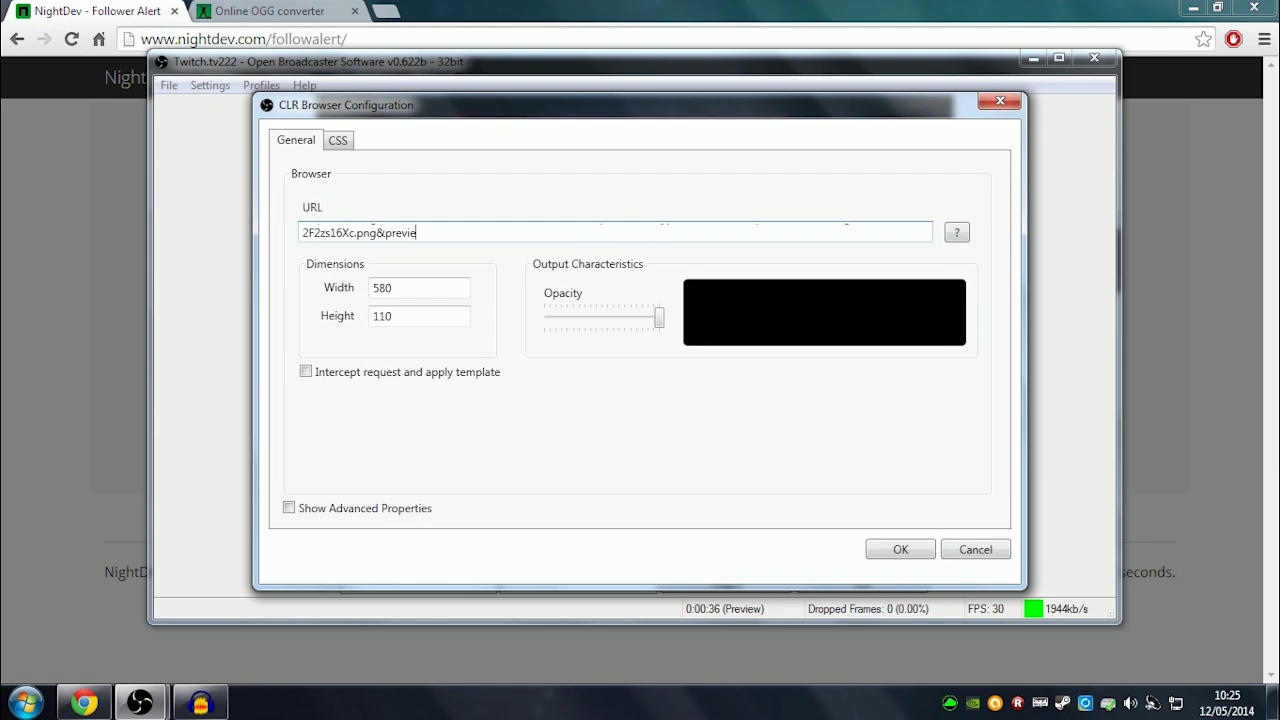 NightDev - Follower Alert
Online OGG converter
www.nightdev.com/followalert/
Night
Twitch.tv222 - Open Broadcaster Software v0.622b - 32bit
File Settings Profiles Help
CLR Browser Configuration
General CSS
Browser
URL
2F2zs16Xc.png&previe
?
Dimensions
Width 580
Height 110
Output Characteristics
Opacity
Intercept request and apply template
Show Advanced Properties
OK Cancel
NightD
seconds.
0:00:36 (Preview) Dropped Frames: 0 (0.00%) FPS: 30 1944kb/s
10:25
12/05/2014